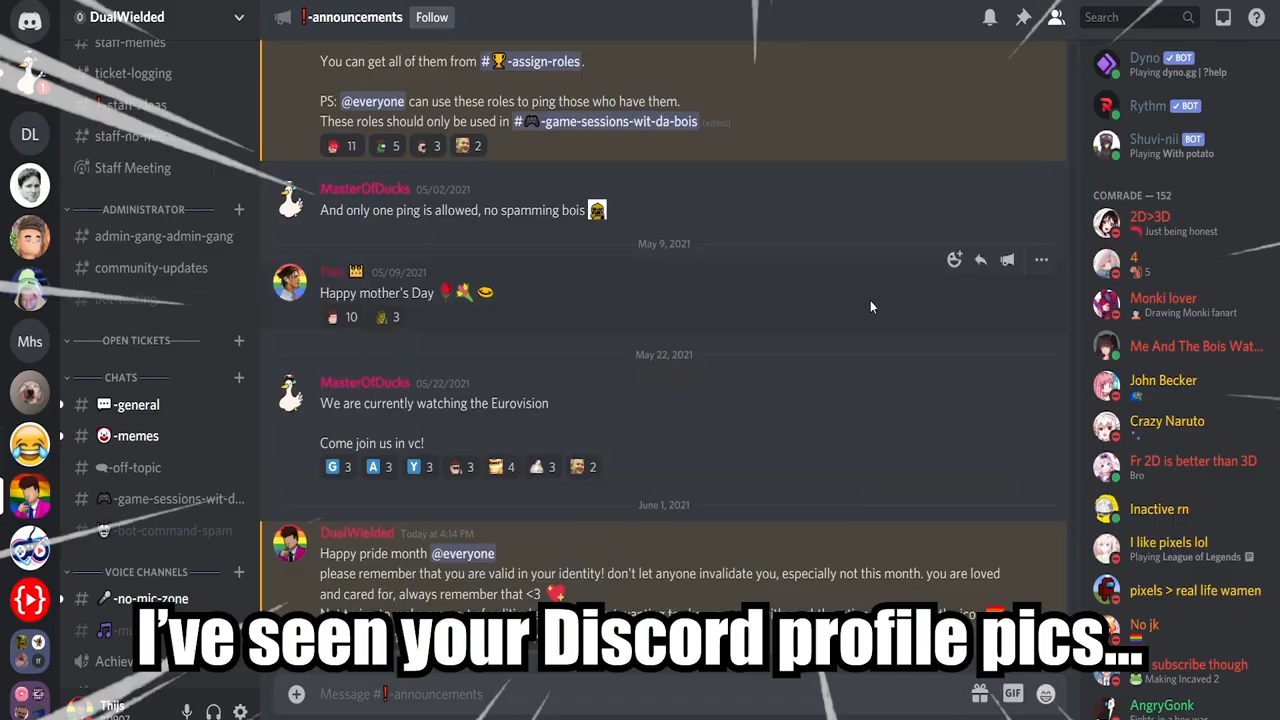 DualWielded
-announcements
Follow
Search
staff-memes
ticket-logging
-staff-ideas
Staff Meeting
ADMINISTRATOR
admin-gang-admin-gang
community-updates
OPEN TICKETS
CHATS
-general
-memes
-off-topic
-game-sessions-wit-d...
-bot-command-spam
VOICE CHANNELS
-no-mic-zone
DL
Mhs
You can get all of them from # -assign-roles.
PS: @everyone can use these roles to ping those who have them.
These roles should only be used in # -game-sessions-wit-da-bois (edited)
11 5 3 2
MasterOfDucks 05/02/2021
And only one ping is allowed, no spamming bois
May 9, 2021
05/09/2021
Happy mother's Day
10 3
May 22, 2021
MasterOfDucks 05/22/2021
We are currently watching the Eurovision
Come join us in vc!
G 3 A 3 Y 3 3 4 3 2
June 1, 2021
DualWielded Today at 4:14 PM
Happy pride month @everyone
please remember that you are valid in your identity! don't let anyone invalidate you, especially not this month. you are loved
and cared for, always remember that <3
I've seen your Discord profile pics...
Message # -announcements
GIF
Thijs
Dyno BOT
Playing dyno.gg | ?help
Rythm BOT
Shuvi-nii BOT
Playing With potato
COMRADE — 152
2D>3D
Just being honest
4
5
Monki lover
Drawing Monki fanart
Me And The Bois Wat...
John Becker
Crazy Naruto
Fr 2D is better than 3D
Bro
Inactive rn
I like pixels lol
Playing League of Legends
pixels > real life women
No jk
subscribe though
Making Incaved 2
AngryGonk